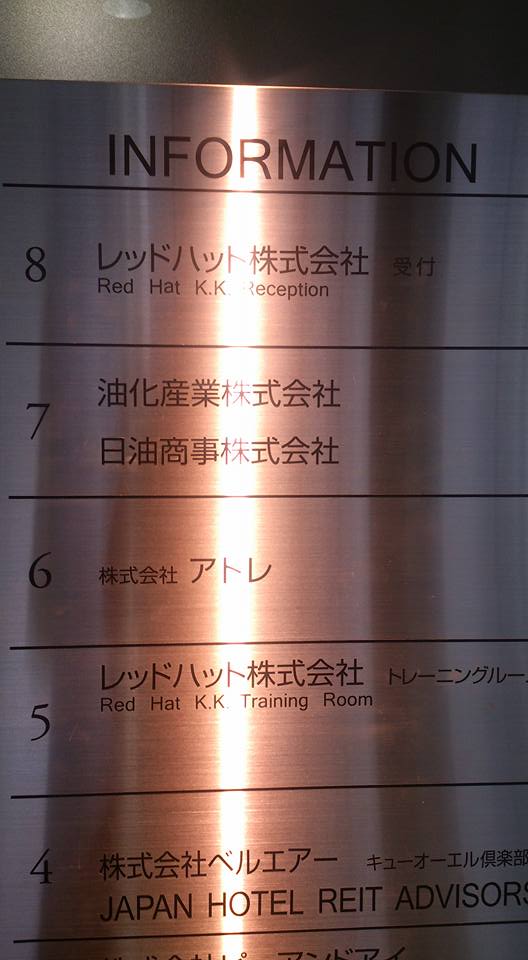 INFORMATION
8 レッドハット株式会社 受付
Red Hat K.K. Reception
7 油化産業株式会社
日油商事株式会社
6 株式会社 アトレ
5 レッドハット株式会社 トレーニングルー
Red Hat K.K. Training Room
4 株式会社ベルエアー キューオーエル倶楽部
JAPAN HOTEL REIT ADVISORS